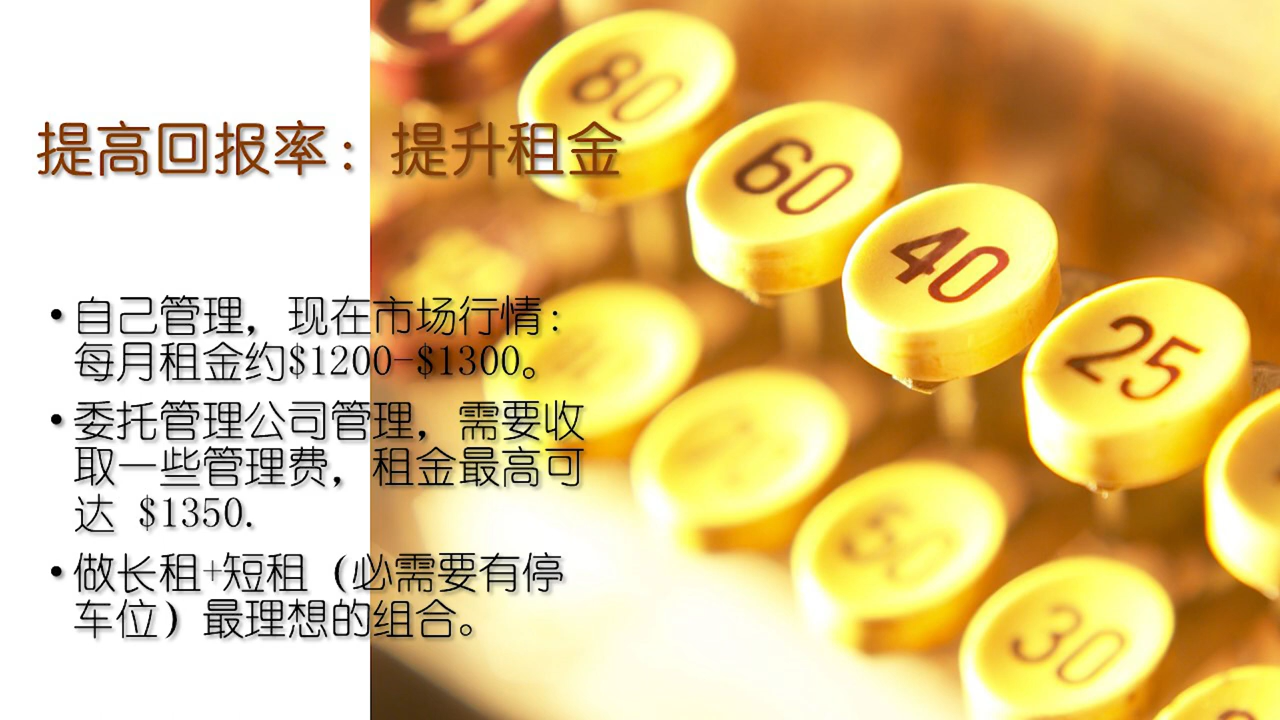 提高回报率：提升租金
• 自己管理，现在市场行情：
每月租金约$1200-$1300。
• 委托管理公司管理，需要收
取一些管理费，租金最高可
达 $1350.
• 做长租+短租（必需要有停
车位）最理想的组合。
80
60
40
25
60
30